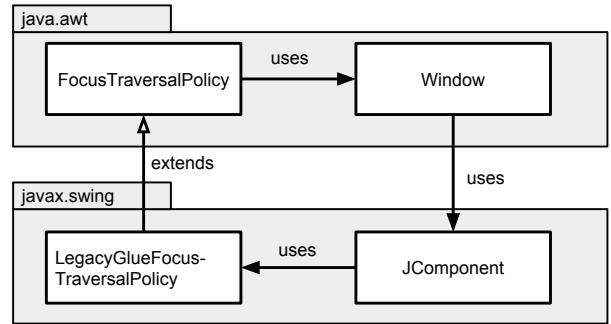 java.awt
FocusTraversalPolicy
uses
Window
extends
uses
javax.swing
LegacyGlueFocus-
TraversalPolicy
uses
JComponent